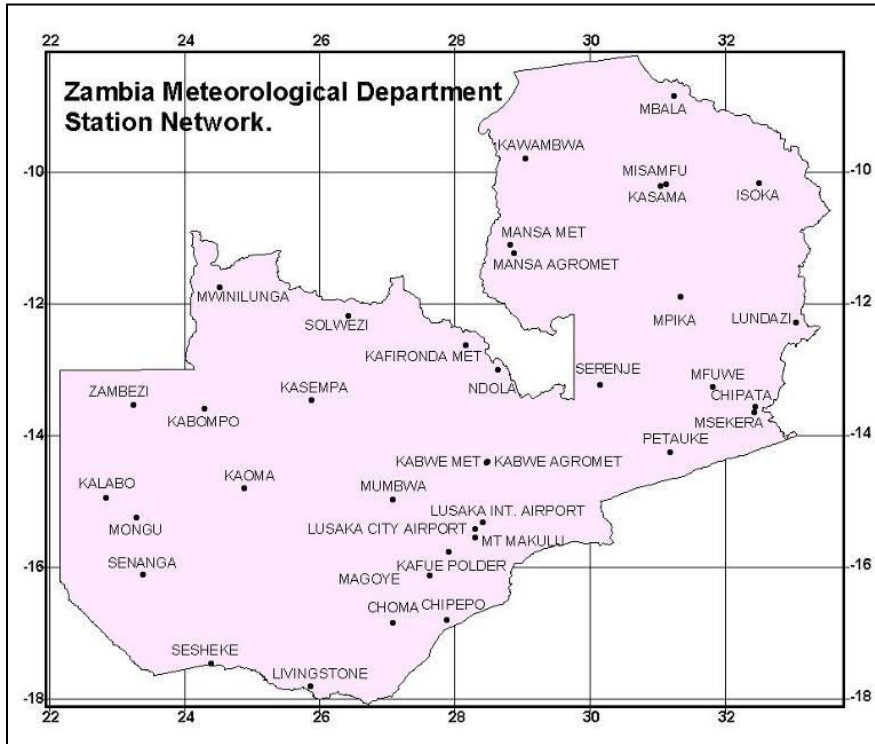 22 24 26 28 30 32
Zambia Meteorological Department
Station Network.
MBALA
KAWAMBWA
-10 -10
MISAMFU
KASAMA
ISOKA
MANSA MET
MANSA AGROMET
MWINILUNGA
-12 -12
SOLWEZI
MPIKA
LUNDAZI
KAFIRONDA MET
NDOLA
SERENJE
MFUWE
ZAMBEZI
KASEMPA
CHIPATA
KABOMPO
MSEKERA
-14 -14
PETAUKE
KABWE MET
KABWE AGROMET
KALABO
KAOMA
MUMBWA
LUSAKA INT. AIRPORT
MONGU
LUSAKA CITY AIRPORT
MT MAKULU
SENANGA
KAFUE POLDER
-16 -16
MAGOYE
CHOMA
CHIPEPO
SESHEKE
LIVINGSTONE
-18 -18
22 24 26 28 30 32